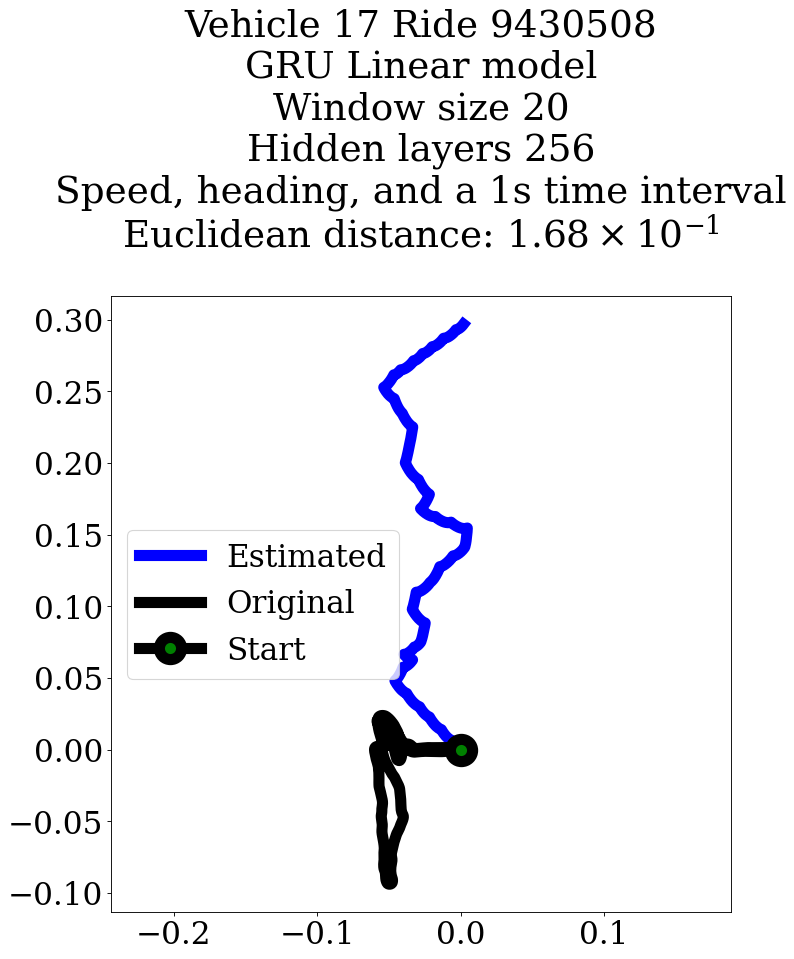 Vehicle 17 Ride 9430508
GRU Linear model
Window size 20
Hidden layers 256
Speed, heading, and a 1s time interval
Euclidean distance: 1.68 × 10⁻¹
0.30
0.25
0.20
0.15
0.10
0.05
0.00
−0.05
−0.10
Estimated
Original
Start
−0.2
−0.1
0.0
0.1